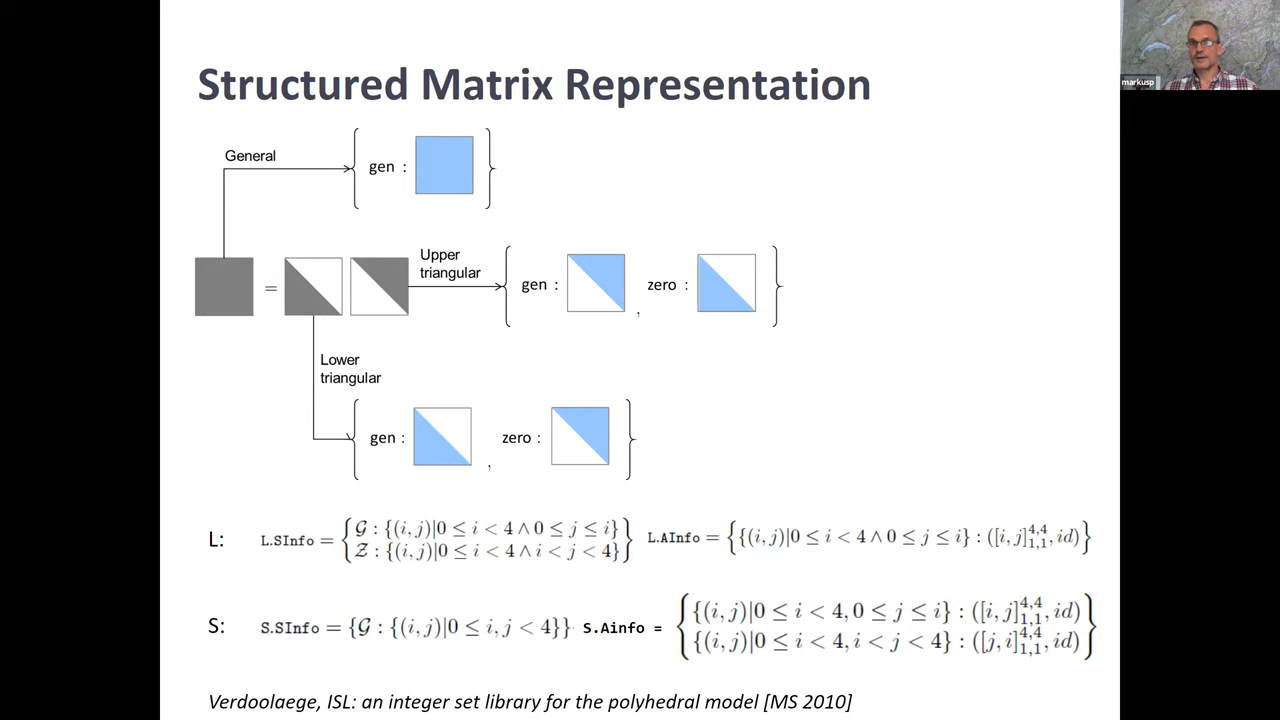 markusp
Structured Matrix Representation
General
gen :
=
Upper
triangular
gen :
,
zero :
Lower
triangular
gen :
,
zero :
L: L.SInfo = { 𝒢 : {(i, j)|0 ≤ i < 4 ∧ 0 ≤ j ≤ i}
𝒵 : {(i, j)|0 ≤ i < 4 ∧ i < j < 4} } L.AInfo = { {(i, j)|0 ≤ i < 4 ∧ 0 ≤ j ≤ i} : ([i, j]^{4,4}_{1,1}, id) }
S: S.SInfo = {𝒢 : {(i, j)|0 ≤ i, j < 4}} S.Ainfo = { {(i, j)|0 ≤ i < 4, 0 ≤ j ≤ i} : ([i, j]^{4,4}_{1,1}, id)
{(i, j)|0 ≤ i < 4, i < j < 4} : ([j, i]^{4,4}_{1,1}, id) }
Verdoolaege, ISL: an integer set library for the polyhedral model [MS 2010]